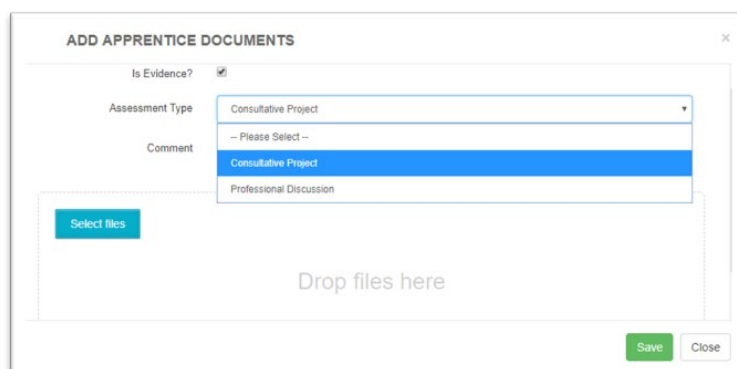 ADD APPRENTICE DOCUMENTS ×
Is Evidence?
Assessment Type Consultative Project
-- Please Select --
Comment
Consultative Project
Professional Discussion
Select files
Drop files here
Save Close